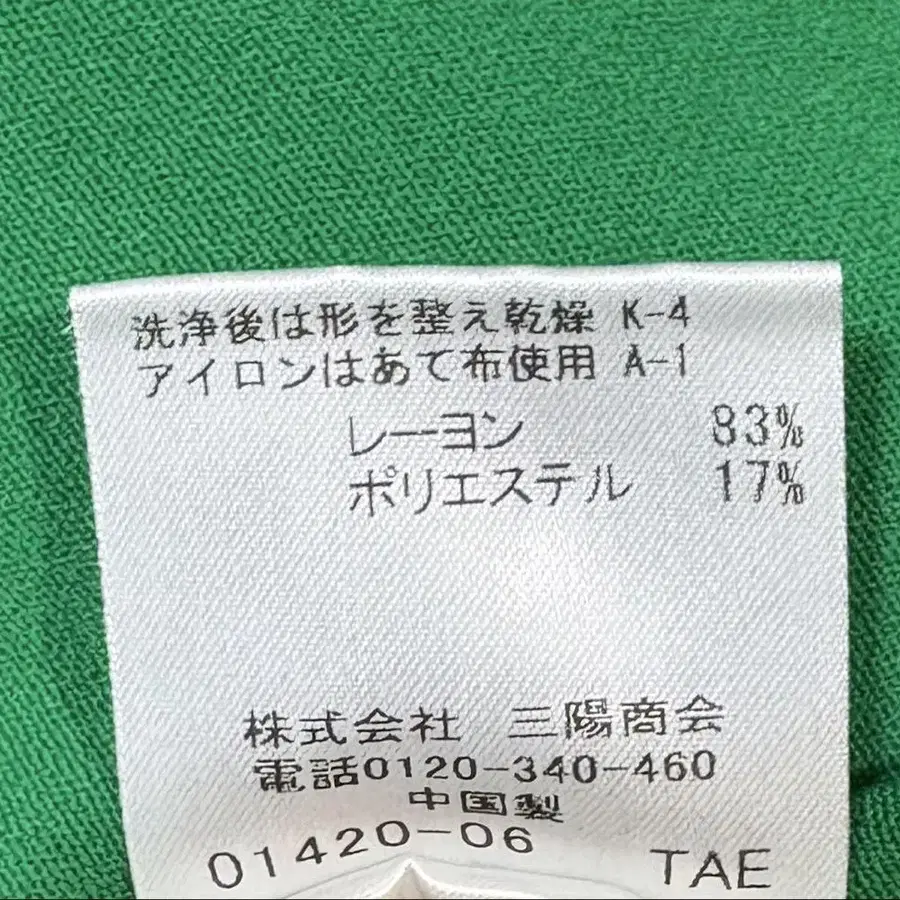 洗浄後は形を整え乾燥 K-4
アイロンはあて布使用 A-1
レーヨン 83%
ポリエステル 17%
株式会社 三陽商会
電話0120-340-460
中国製
01420-06
TAE